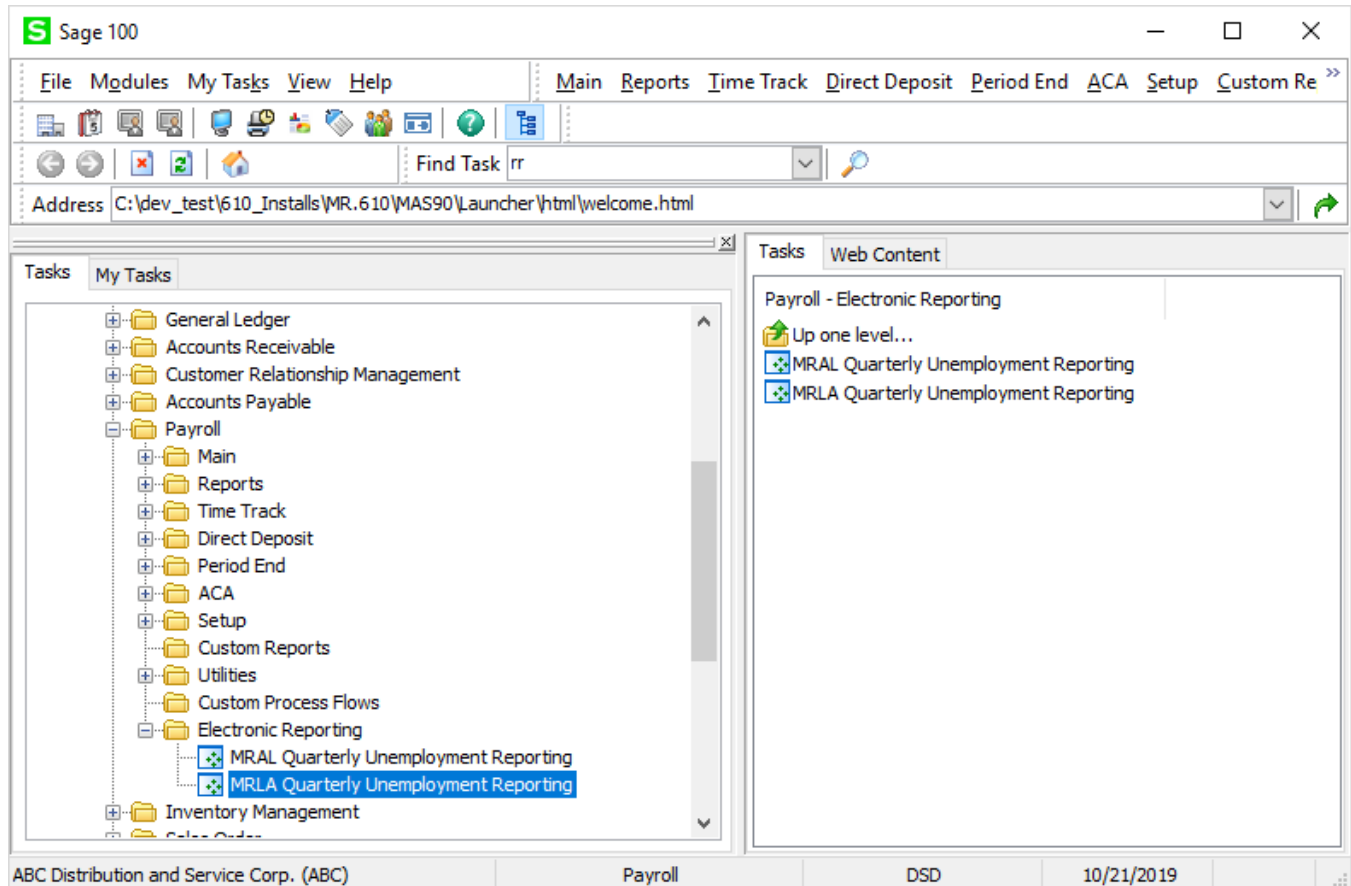 Sage 100
File Modules My Tasks View Help Main Reports Time Track Direct Deposit Period End ACA Setup Custom Re »
Find Task rr
Address C:\dev_test\610_Installs\MR.610\MAS90\Launcher\html\welcome.html
Tasks My Tasks
General Ledger
Accounts Receivable
Customer Relationship Management
Accounts Payable
Payroll
Main
Reports
Time Track
Direct Deposit
Period End
ACA
Setup
Custom Reports
Utilities
Custom Process Flows
Electronic Reporting
MRAL Quarterly Unemployment Reporting
MRLA Quarterly Unemployment Reporting
Inventory Management
Sales Order
Tasks Web Content
Payroll - Electronic Reporting
Up one level...
MRAL Quarterly Unemployment Reporting
MRLA Quarterly Unemployment Reporting
ABC Distribution and Service Corp. (ABC) Payroll DSD 10/21/2019